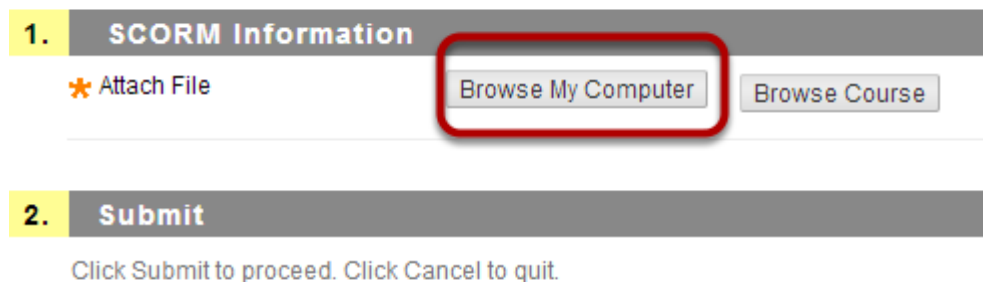 1. SCORM Information
* Attach File Browse My Computer Browse Course
2. Submit
Click Submit to proceed. Click Cancel to quit.